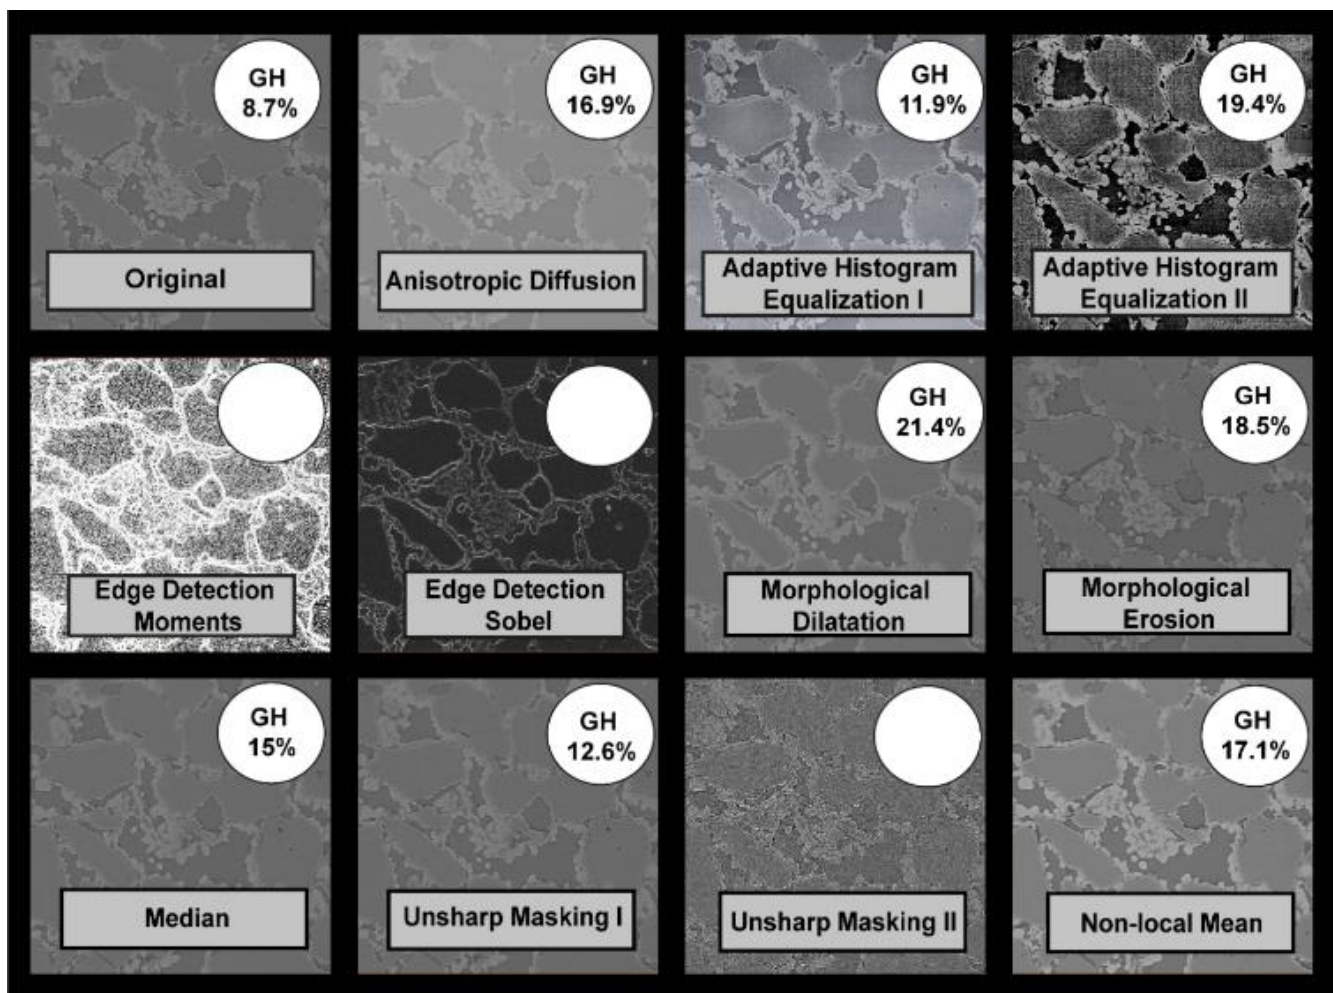 GH
8.7%
Original
GH
16.9%
Anisotropic Diffusion
GH
11.9%
Adaptive Histogram
Equalization I
GH
19.4%
Adaptive Histogram
Equalization II
Edge Detection
Moments
Edge Detection
Sobel
GH
21.4%
Morphological
Dilatation
GH
18.5%
Morphological
Erosion
GH
15%
Median
GH
12.6%
Unsharp Masking I
Unsharp Masking II
GH
17.1%
Non-local Mean